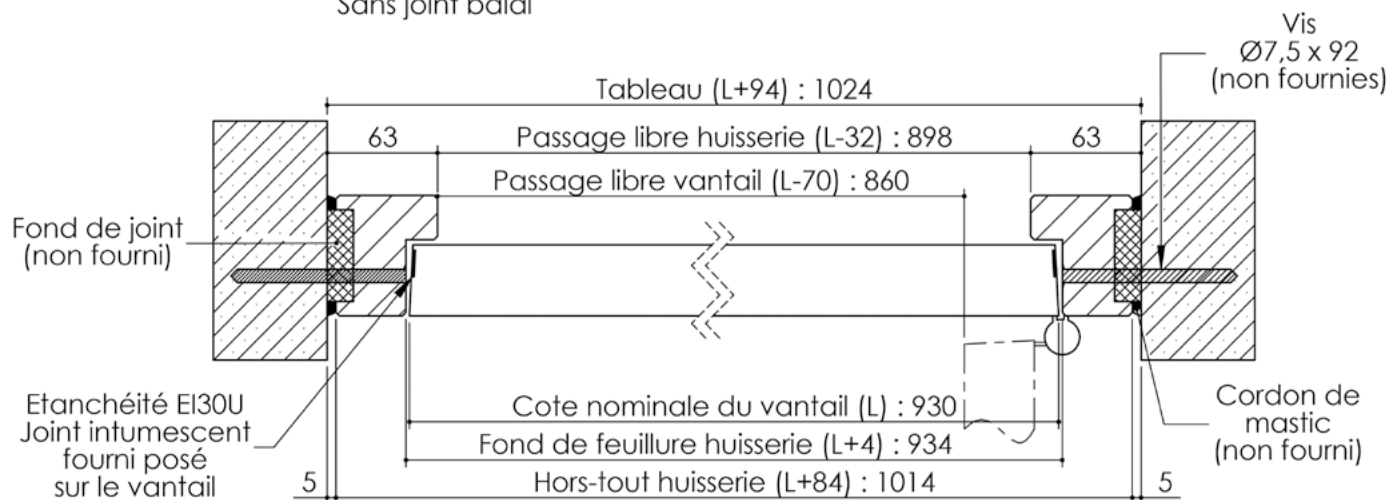 Sans joint balai
Vis
Ø7,5 x 92
(non fournies)
Tableau (L+94) : 1024
63
Passage libre huisserie (L-32) : 898
63
Passage libre vantail (L-70) : 860
Fond de joint
(non fourni)
Etanchéité EI30U
Joint intumescent
fourni posé
sur le vantail
Cote nominale du vantail (L) : 930
Fond de feuillure huisserie (L+4) : 934
5
Hors-tout huisserie (L+84) : 1014
5
Cordon de
mastic
(non fourni)